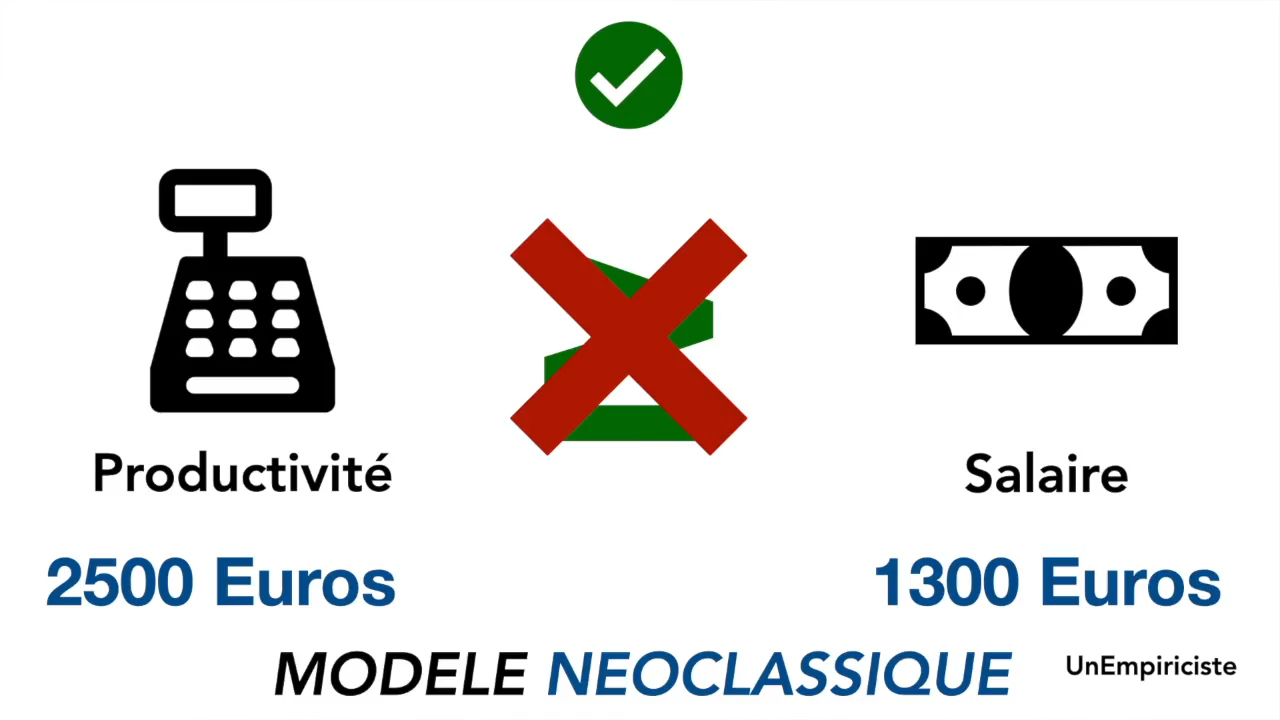 Productivité
Salaire
2500 Euros
1300 Euros
MODELE NEOCLASSIQUE
UnEmpiriciste